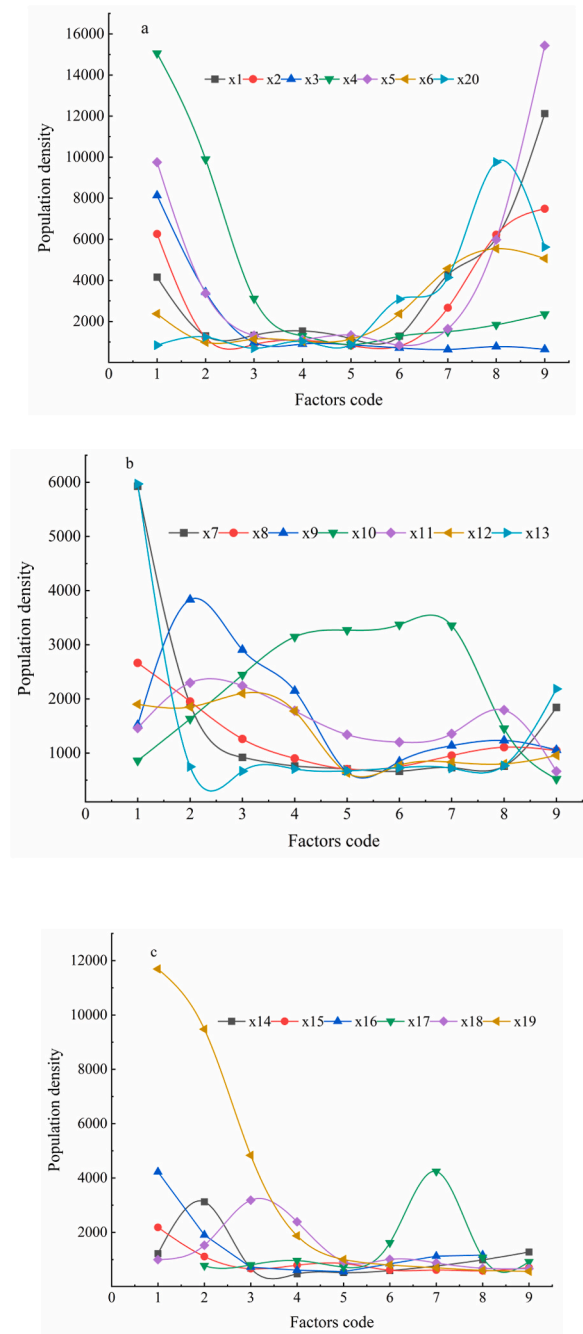 a
16000
x1 x2 x3 x4 x5 x6 x20
14000
12000
10000
8000
6000
4000
2000
Population density
0 1 2 3 4 5 6 7 8 9
Factors code
b
6000
x7 x8 x9 x10 x11 x12 x13
5000
4000
3000
2000
1000
Population density
0 1 2 3 4 5 6 7 8 9
Factors code
c
12000
x14 x15 x16 x17 x18 x19
10000
8000
6000
4000
2000
Population density
0 1 2 3 4 5 6 7 8 9
Factors code